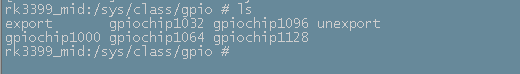 rk3399_mid:/sys/class/gpio # ls
export gpiochip1032 gpiochip1096 unexport
gpiochip1000 gpiochip1064 gpiochip1128
rk3399_mid:/sys/class/gpio #